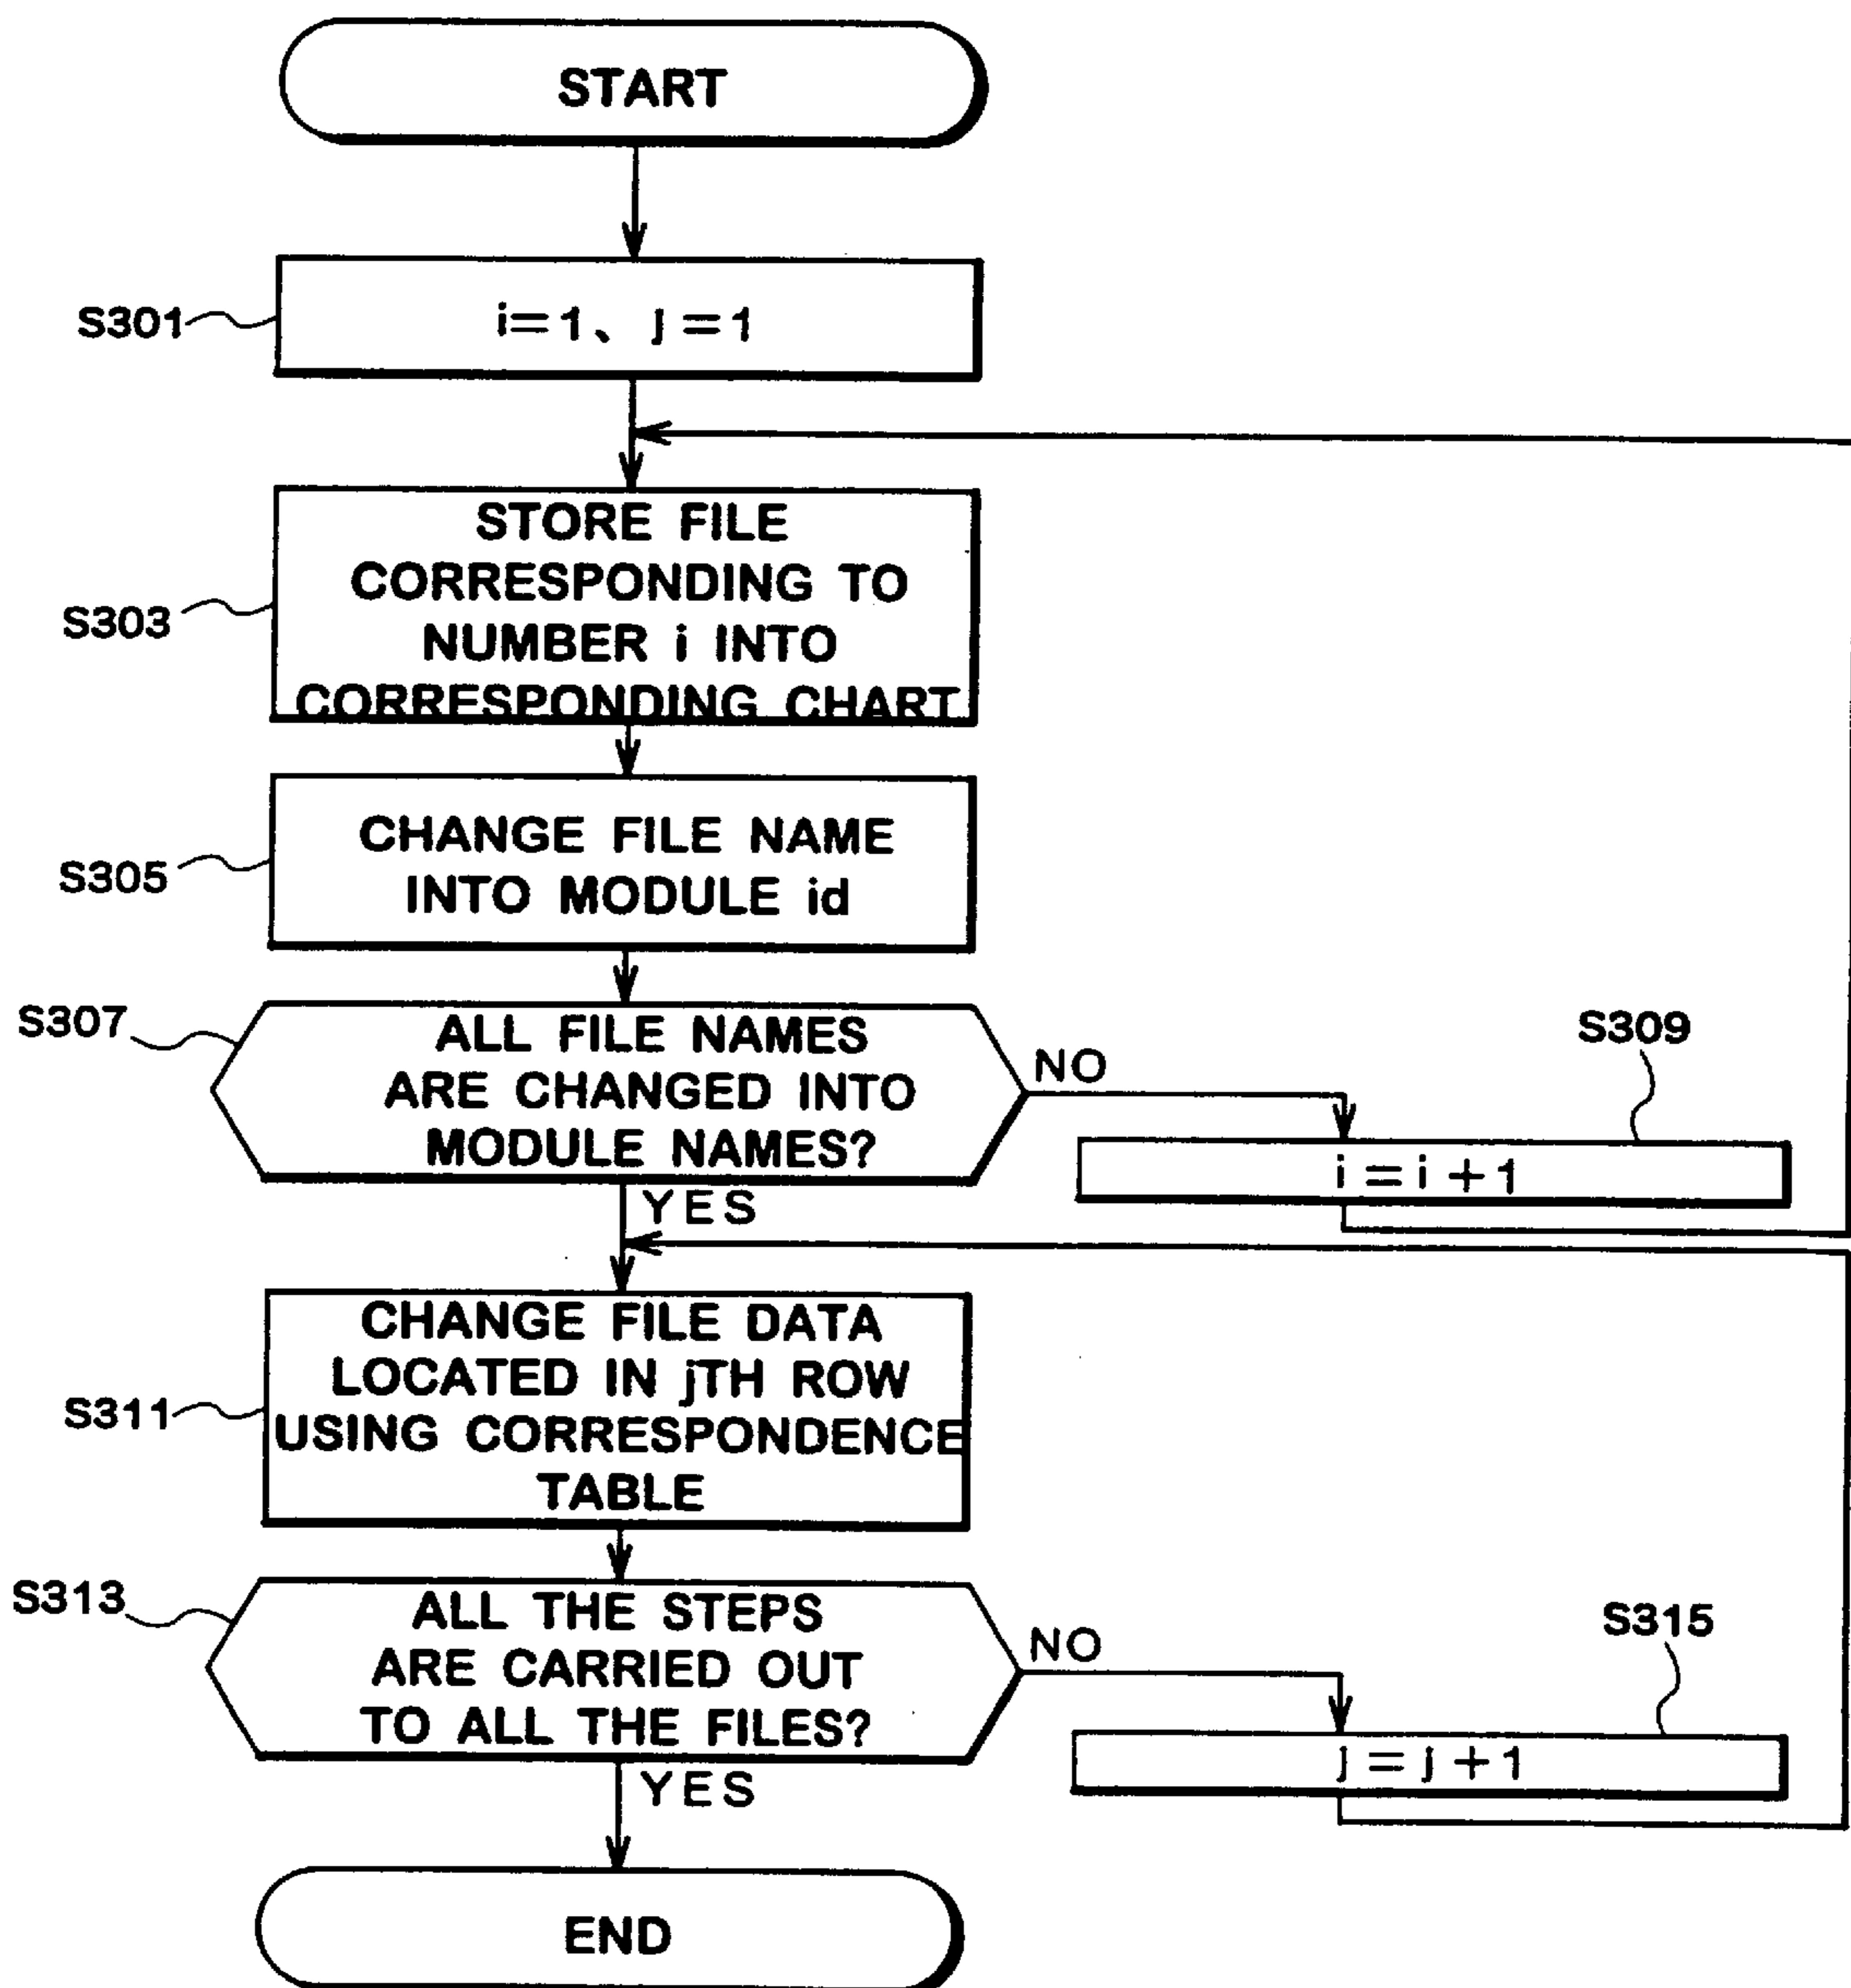 START
S301
i=1、 j=1
S303
STORE FILE
CORRESPONDING TO
NUMBER i INTO
CORRESPONDING CHART
S305
CHANGE FILE NAME
INTO MODULE id
S307
ALL FILE NAMES
ARE CHANGED INTO
MODULE NAMES?
NO
S309
i=i+1
YES
S311
CHANGE FILE DATA
LOCATED IN jTH ROW
USING CORRESPONDENCE
TABLE
S313
ALL THE STEPS
ARE CARRIED OUT
TO ALL THE FILES?
NO
S315
j=j+1
YES
END